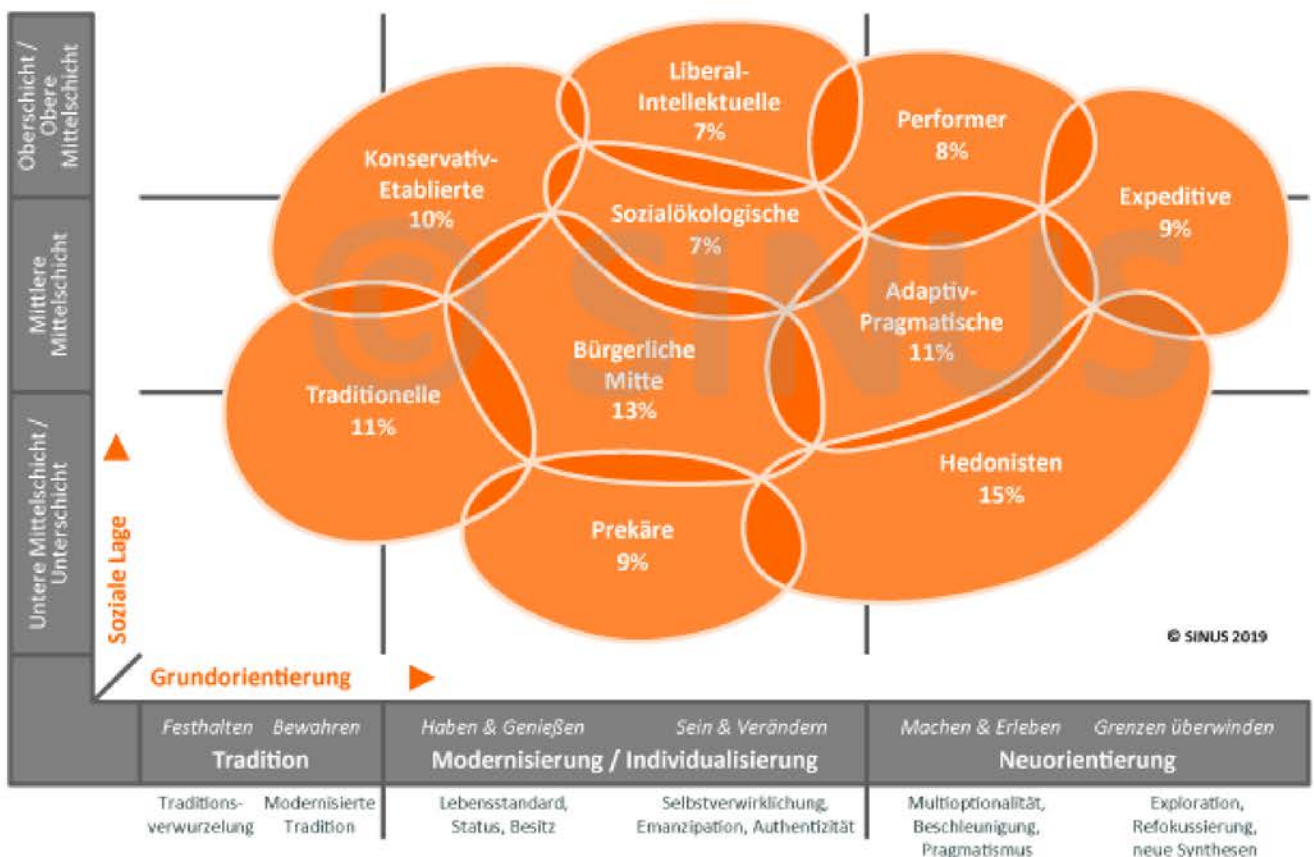 Oberschicht /
Obere
Mittelschicht
Mittlere
Mittelschicht
Untere Mittelschicht /
Unterschicht
Soziale Lage
Liberal-
Intellektuelle
7%
Performer
8%
Konservativ-
Etablierte
10%
Expeditive
9%
Sozialökologische
7%
Adaptiv-
Pragmatische
11%
Bürgerliche
Mitte
13%
Traditionelle
11%
Hedonisten
15%
Prekäre
9%
© SINUS
© SINUS 2019
Grundorientierung
Festhalten Bewahren
Tradition
Haben & Genießen Sein & Verändern
Modernisierung / Individualisierung
Machen & Erleben Grenzen überwinden
Neuorientierung
Traditions-
verwurzelung
Modernisierte
Tradition
Lebensstandard,
Status, Besitz
Selbstverwirklichung,
Emanzipation, Authentizität
Multioptionalität,
Beschleunigung,
Pragmatismus
Exploration,
Refokussierung,
neue Synthesen